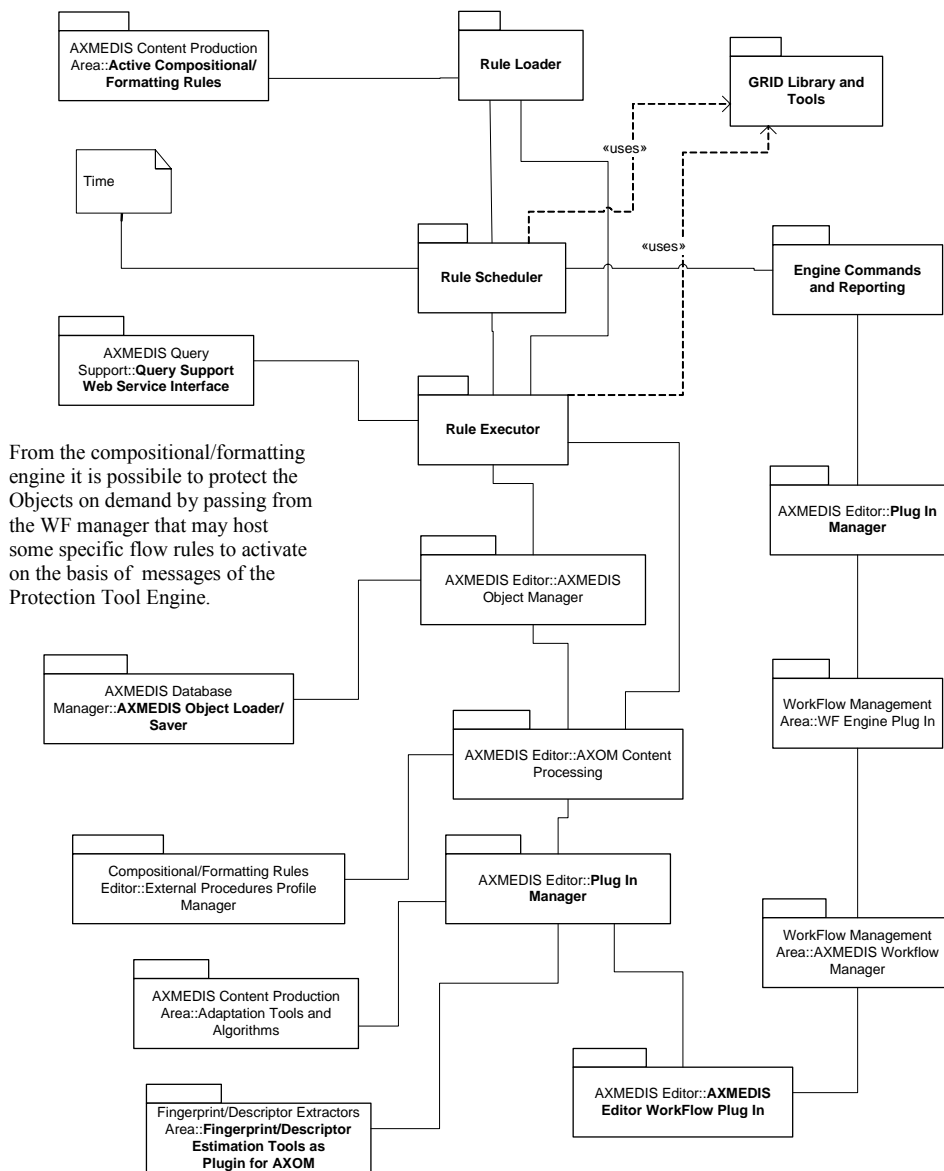 AXMEDIS Content Production
Area::Active Compositional/
Formatting Rules
Rule Loader
GRID Library and
Tools
«uses»
Time
«uses»
Rule Scheduler
Engine Commands
and Reporting
AXMEDIS Query
Support::Query Support
Web Service Interface
Rule Executor
From the compositional/formatting
engine it is possibile to protect the
Objects on demand by passing from
the WF manager that may host
some specific flow rules to activate
on the basis of  messages of the
Protection Tool Engine.
AXMEDIS Editor::Plug In
Manager
AXMEDIS Editor::AXMEDIS
Object Manager
AXMEDIS Database
Manager::AXMEDIS Object Loader/
Saver
WorkFlow Management
Area::WF Engine Plug In
AXMEDIS Editor::AXOM Content
Processing
Compositional/Formatting Rules
Editor::External Procedures Profile
Manager
AXMEDIS Editor::Plug In
Manager
WorkFlow Management
Area::AXMEDIS Workflow
Manager
AXMEDIS Content Production
Area::Adaptation Tools and
Algorithms
AXMEDIS Editor::AXMEDIS
Editor WorkFlow Plug In
Fingerprint/Descriptor Extractors
Area::Fingerprint/Descriptor
Estimation Tools as
Plugin for AXOM